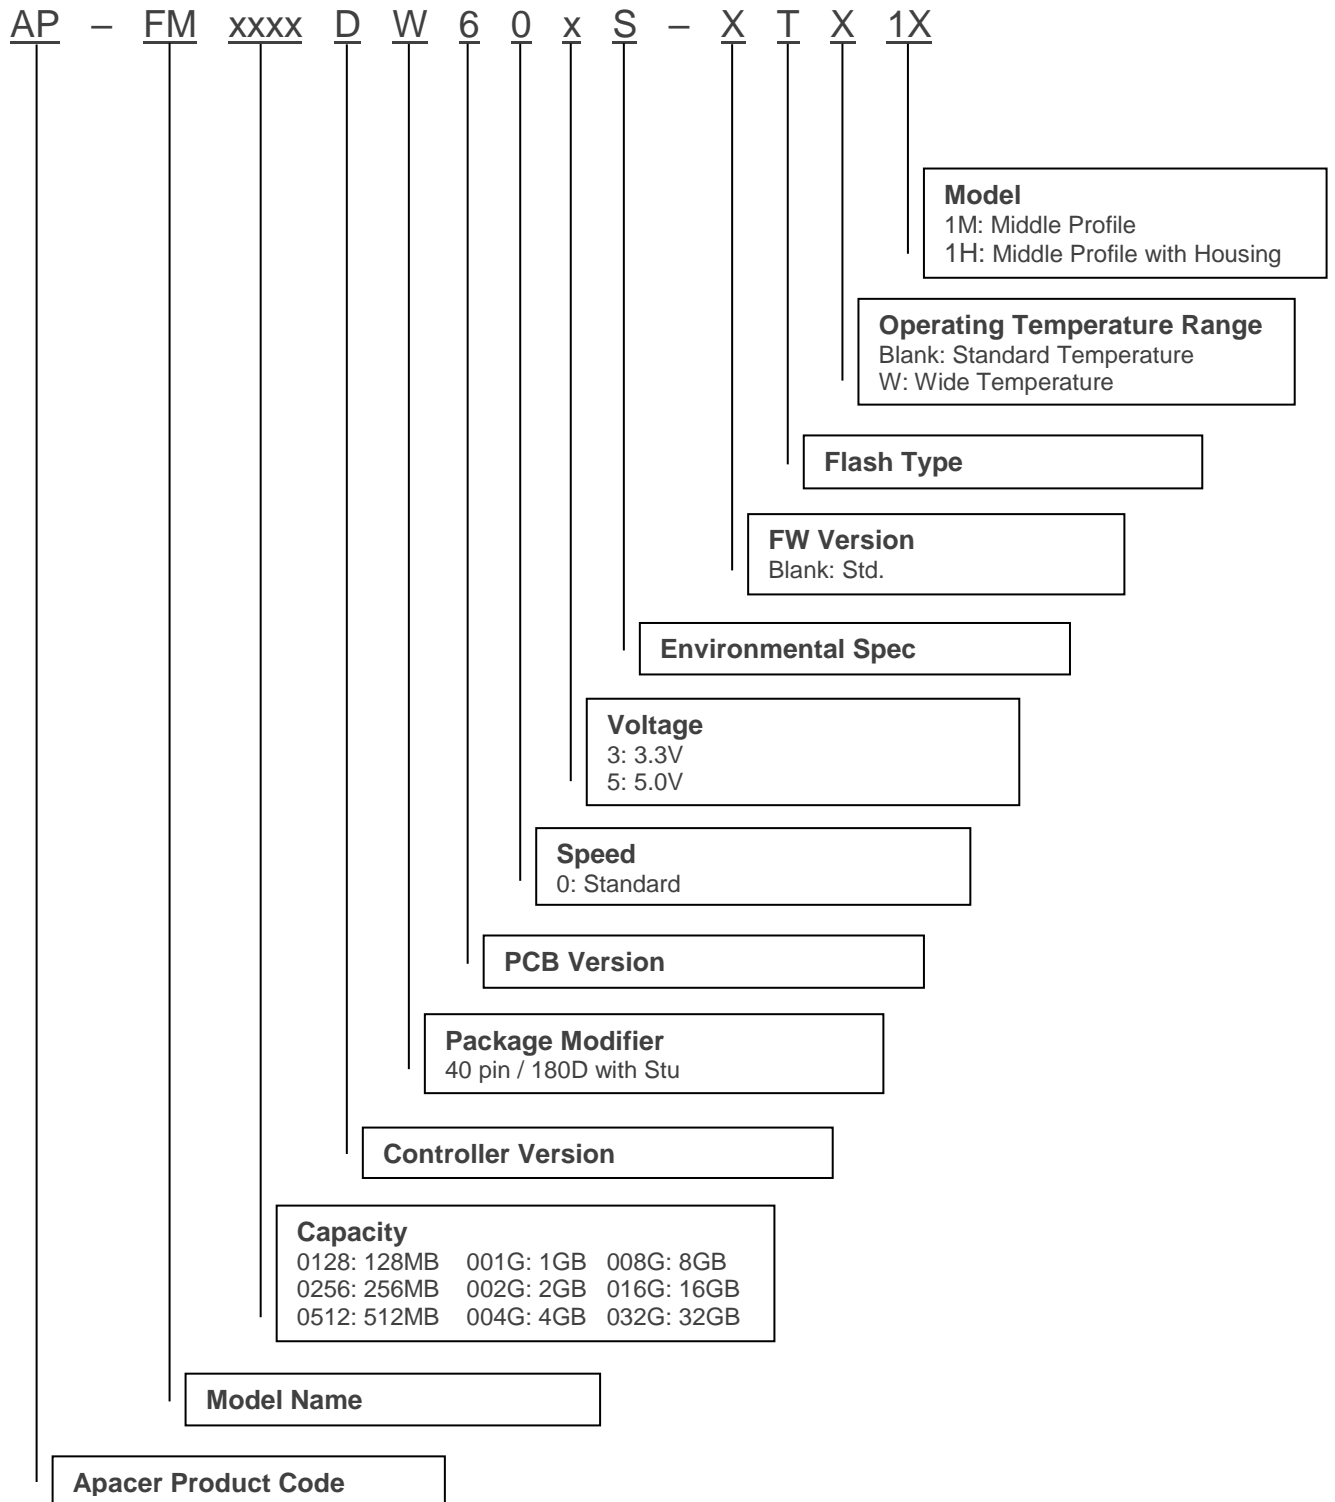 AP – FM xxxx D W 6 0 x S – X T X 1X
Model
1M: Middle Profile
1H: Middle Profile with Housing
Operating Temperature Range
Blank: Standard Temperature
W: Wide Temperature
Flash Type
FW Version
Blank: Std.
Environmental Spec
Voltage
3: 3.3V
5: 5.0V
Speed
0: Standard
PCB Version
Package Modifier
40 pin / 180D with Stu
Controller Version
Capacity
0128: 128MB 001G: 1GB 008G: 8GB
0256: 256MB 002G: 2GB 016G: 16GB
0512: 512MB 004G: 4GB 032G: 32GB
Model Name
Apacer Product Code